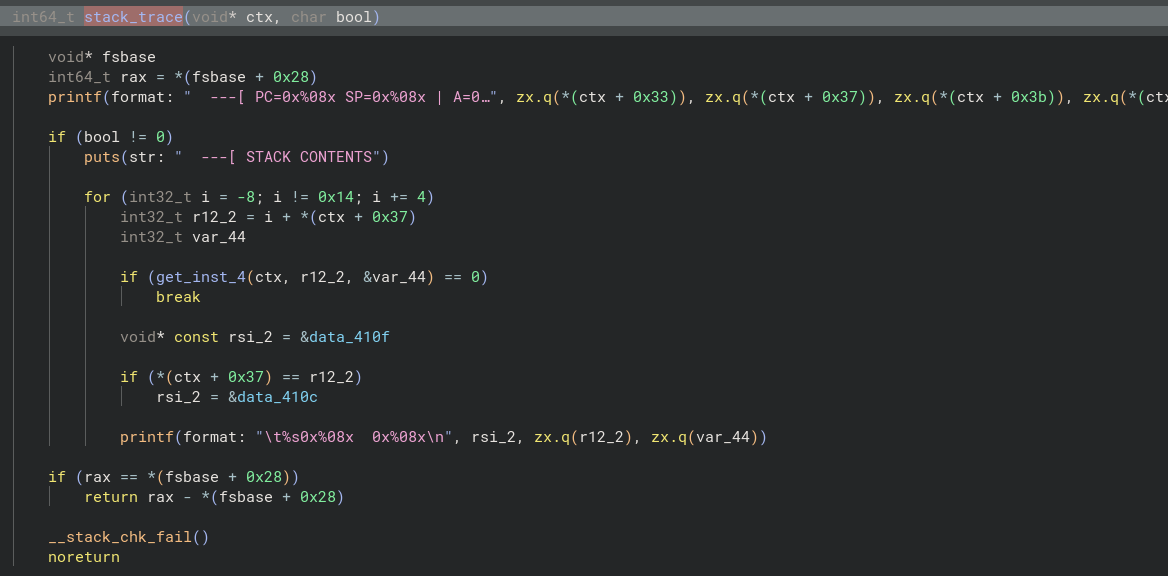 int64_t stack_trace(void* ctx, char bool)
void* fsbase
int64_t rax = *(fsbase + 0x28)
printf(format: "  ---[ PC=0x%08x SP=0x%08x | A=0…", zx.q(*(ctx + 0x33)), zx.q(*(ctx + 0x37)), zx.q(*(ctx + 0x3b)), zx.q(*(ctx
if (bool != 0)
puts(str: "  ---[ STACK CONTENTS")
for (int32_t i = -8; i != 0x14; i += 4)
int32_t r12_2 = i + *(ctx + 0x37)
int32_t var_44
if (get_inst_4(ctx, r12_2, &var_44) == 0)
break
void* const rsi_2 = &data_410f
if (*(ctx + 0x37) == r12_2)
rsi_2 = &data_410c
printf(format: "\t%s0x%08x  0x%08x\n", rsi_2, zx.q(r12_2), zx.q(var_44))
if (rax == *(fsbase + 0x28))
return rax - *(fsbase + 0x28)
__stack_chk_fail()
noreturn